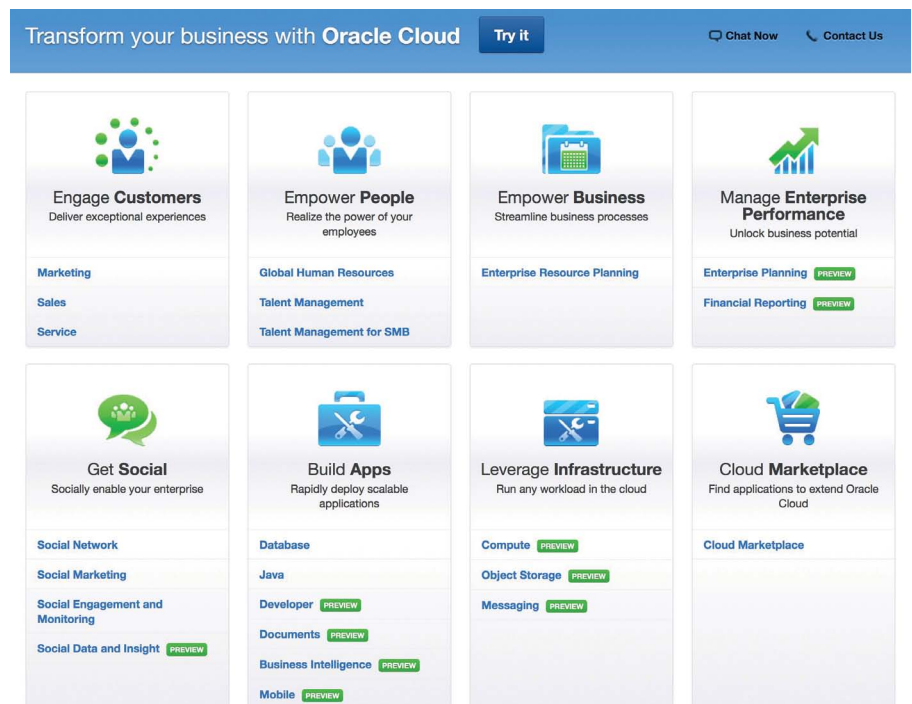 Transform your business with Oracle Cloud
Try it
Chat Now
Contact Us
Engage Customers
Deliver exceptional experiences
Marketing
Sales
Service
Empower People
Realize the power of your
employees
Global Human Resources
Talent Management
Talent Management for SMB
Empower Business
Streamline business processes
Enterprise Resource Planning
Manage Enterprise
Performance
Unlock business potential
Enterprise Planning PREVIEW
Financial Reporting PREVIEW
Get Social
Socially enable your enterprise
Social Network
Social Marketing
Social Engagement and
Monitoring
Social Data and Insight PREVIEW
Build Apps
Rapidly deploy scalable
applications
Database
Java
Developer PREVIEW
Documents PREVIEW
Business Intelligence PREVIEW
Mobile PREVIEW
Leverage Infrastructure
Run any workload in the cloud
Compute PREVIEW
Object Storage PREVIEW
Messaging PREVIEW
Cloud Marketplace
Find applications to extend Oracle
Cloud
Cloud Marketplace